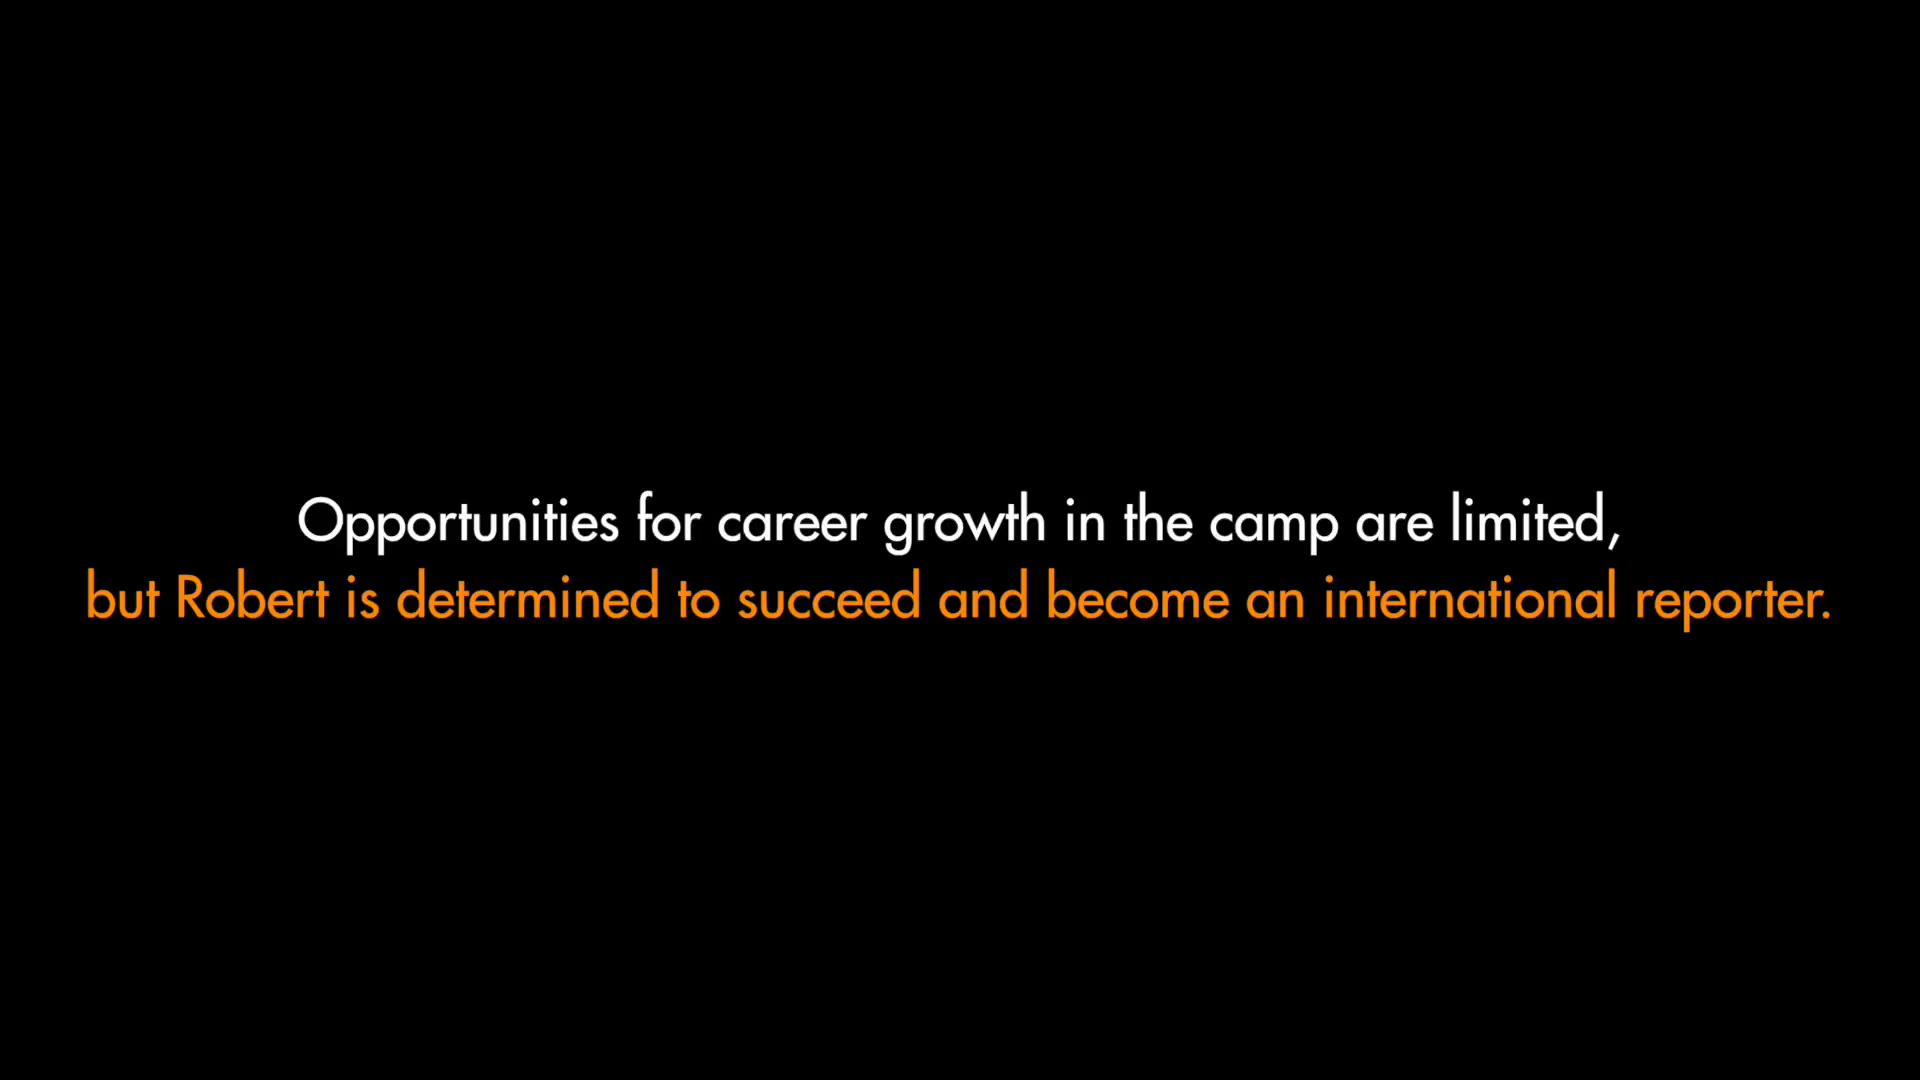 Opportunities for career growth in the camp are limited,
but Robert is determined to succeed and become an international reporter.